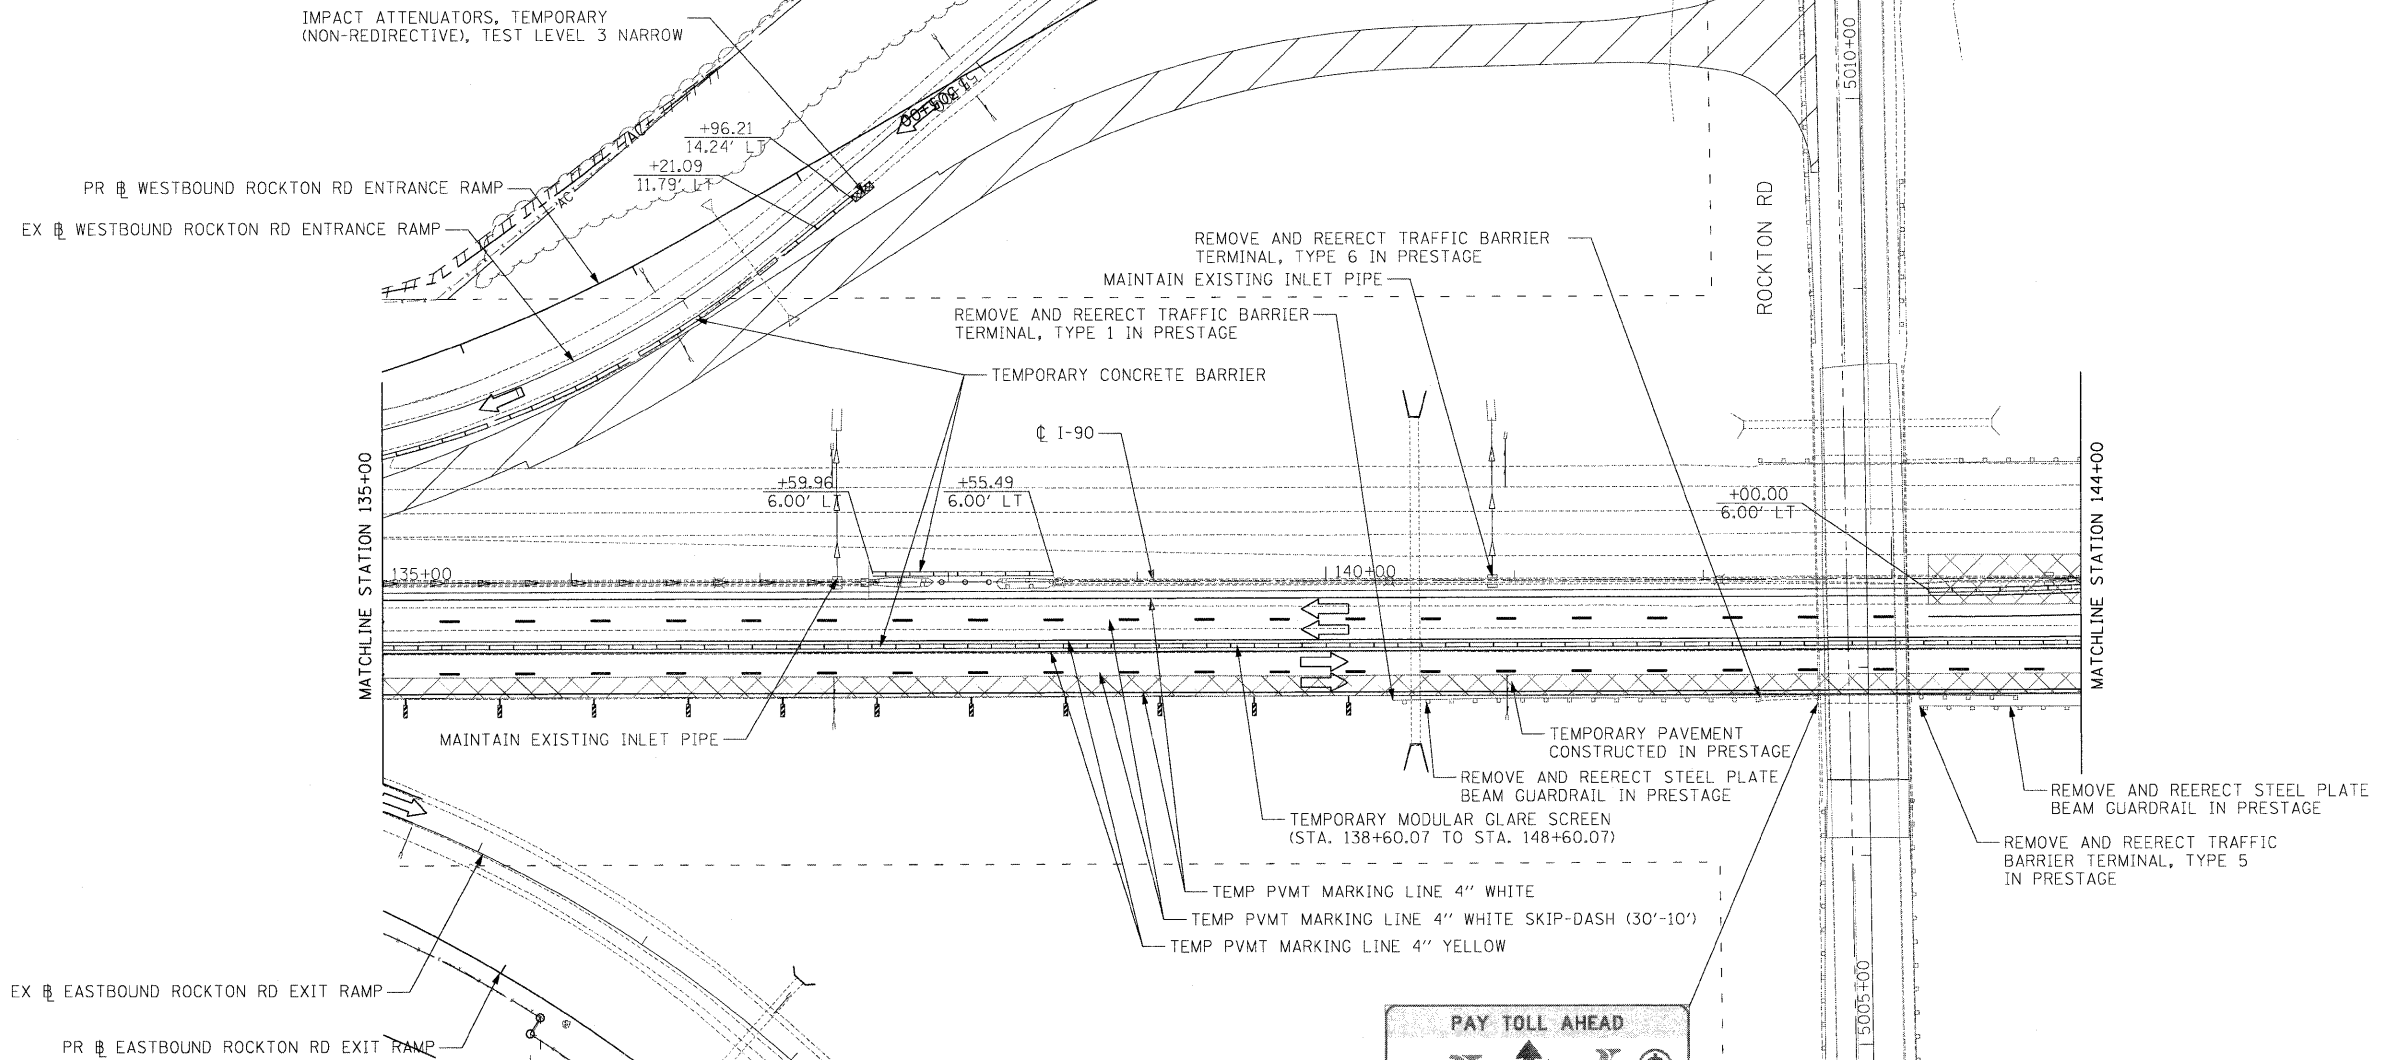 IMPACT ATTENUATORS, TEMPORARY
(NON-REDIRECTIVE), TEST LEVEL 3 NARROW
+96.21
14.24' LT
+21.09
11.79' LT
PR ⅊ WESTBOUND ROCKTON RD ENTRANCE RAMP
EX ⅊ WESTBOUND ROCKTON RD ENTRANCE RAMP
AC
5010+00
ROCKTON RD
REMOVE AND REERECT TRAFFIC BARRIER
TERMINAL, TYPE 6 IN PRESTAGE
MAINTAIN EXISTING INLET PIPE
REMOVE AND REERECT TRAFFIC BARRIER
TERMINAL, TYPE 1 IN PRESTAGE
TEMPORARY CONCRETE BARRIER
℄ I-90
+59.96
6.00' LT
+55.49
6.00' LT
+00.00
6.00' LT
MATCHLINE STATION 135+00
MATCHLINE STATION 144+00
135+00
140+00
MAINTAIN EXISTING INLET PIPE
TEMPORARY PAVEMENT
CONSTRUCTED IN PRESTAGE
REMOVE AND REERECT STEEL PLATE
BEAM GUARDRAIL IN PRESTAGE
REMOVE AND REERECT STEEL PLATE
BEAM GUARDRAIL IN PRESTAGE
TEMPORARY MODULAR GLARE SCREEN
(STA. 138+60.07 TO STA. 148+60.07)
REMOVE AND REERECT TRAFFIC
BARRIER TERMINAL, TYPE 5
IN PRESTAGE
TEMP PVMT MARKING LINE 4" WHITE
TEMP PVMT MARKING LINE 4" WHITE SKIP-DASH (30'-10')
TEMP PVMT MARKING LINE 4" YELLOW
EX ⅊ EASTBOUND ROCKTON RD EXIT RAMP
PR ⅊ EASTBOUND ROCKTON RD EXIT RAMP
5005+00
PAY TOLL AHEAD